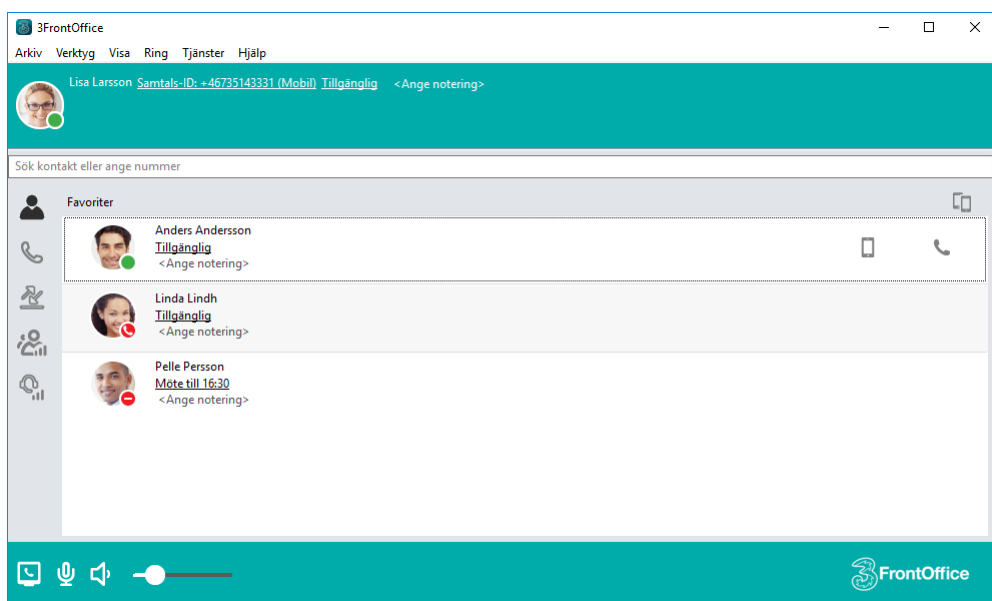 3FrontOffice
Arkiv Verktyg Visa Ring Tjänster Hjälp
Lisa Larsson Samtals-ID: +46735143331 (Mobil) Tillgänglig <Ange notering>
Sök kontakt eller ange nummer
Favoriter
Anders Andersson
Tillgänglig
<Ange notering>
Linda Lindh
Tillgänglig
<Ange notering>
Pelle Persson
Möte till 16:30
<Ange notering>
3FrontOffice